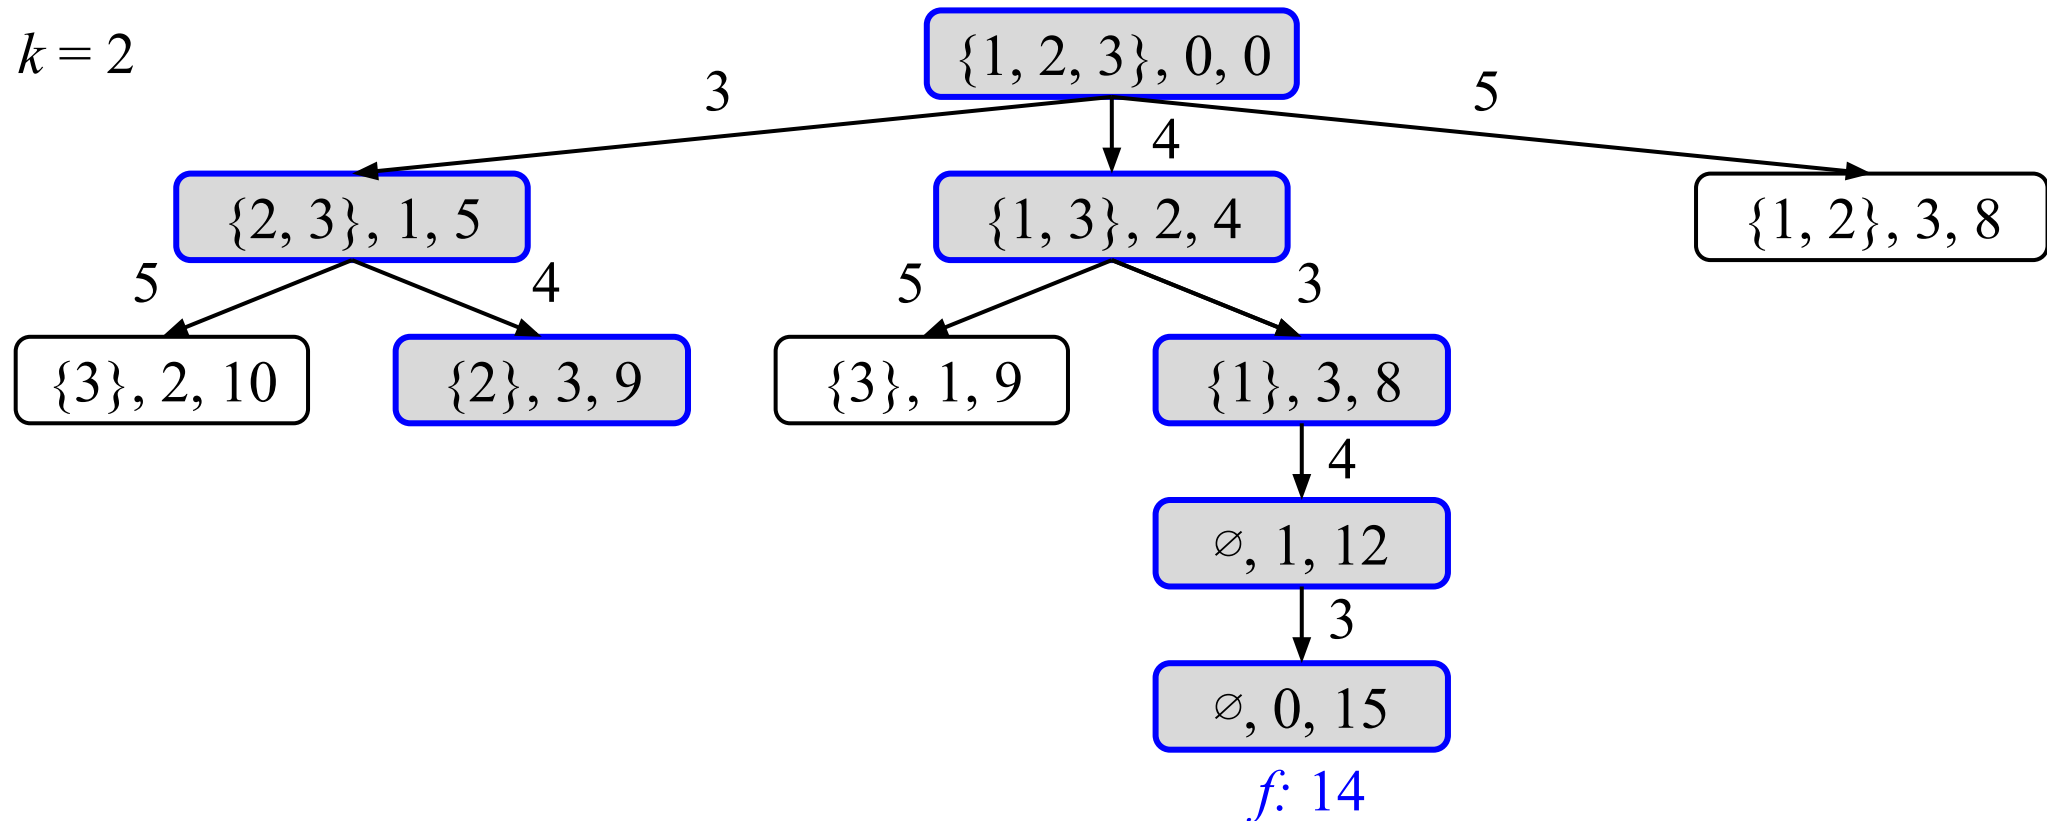 k = 2
{1, 2, 3}, 0, 0
3
4
5
{2, 3}, 1, 5
{1, 3}, 2, 4
{1, 2}, 3, 8
5
4
5
3
{3}, 2, 10
{2}, 3, 9
{3}, 1, 9
{1}, 3, 8
4
∅, 1, 12
3
∅, 0, 15
f: 14